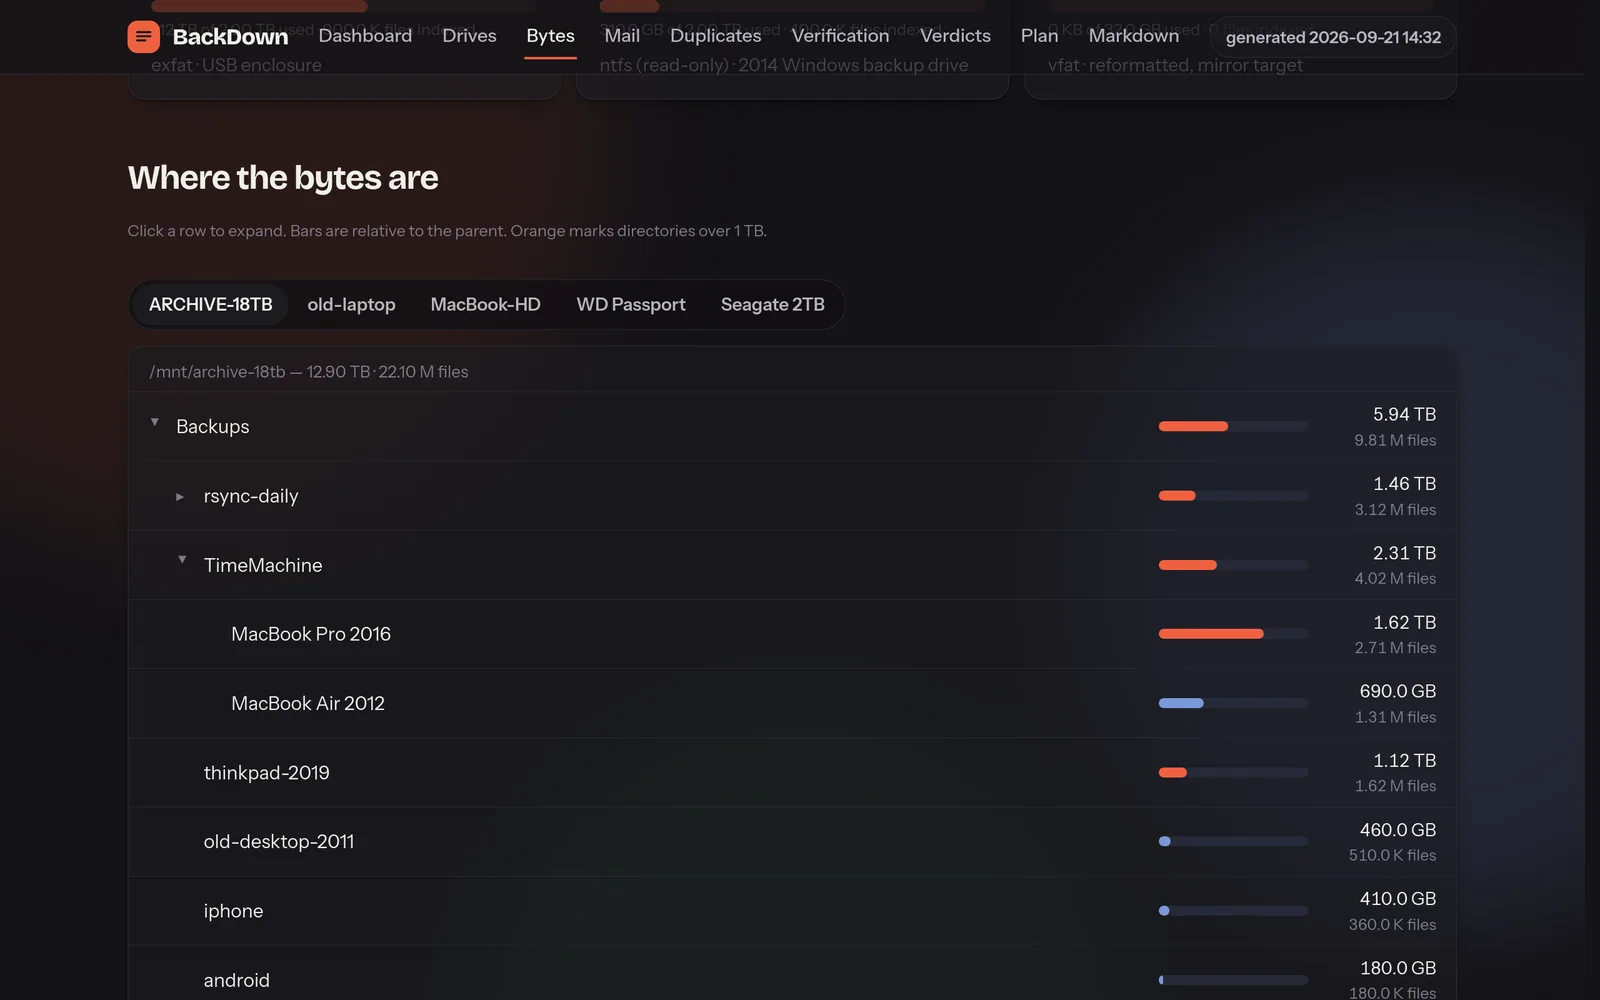 BackDown
Dashboard
Drives
Bytes
Mail
Duplicates
Verification
Verdicts
Plan
Markdown
generated 2026-09-21 14:32
exfat · USB enclosure
ntfs (read-only) · 2014 Windows backup drive
vfat · reformatted, mirror target
Where the bytes are
Click a row to expand. Bars are relative to the parent. Orange marks directories over 1 TB.
ARCHIVE-18TB
old-laptop
MacBook-HD
WD Passport
Seagate 2TB
/mnt/archive-18tb — 12.90 TB · 22.10 M files
Backups
5.94 TB
9.81 M files
rsync-daily
1.46 TB
3.12 M files
TimeMachine
2.31 TB
4.02 M files
MacBook Pro 2016
1.62 TB
2.71 M files
MacBook Air 2012
690.0 GB
1.31 M files
thinkpad-2019
1.12 TB
1.62 M files
old-desktop-2011
460.0 GB
510.0 K files
iphone
410.0 GB
360.0 K files
android
180.0 GB
180.0 K files